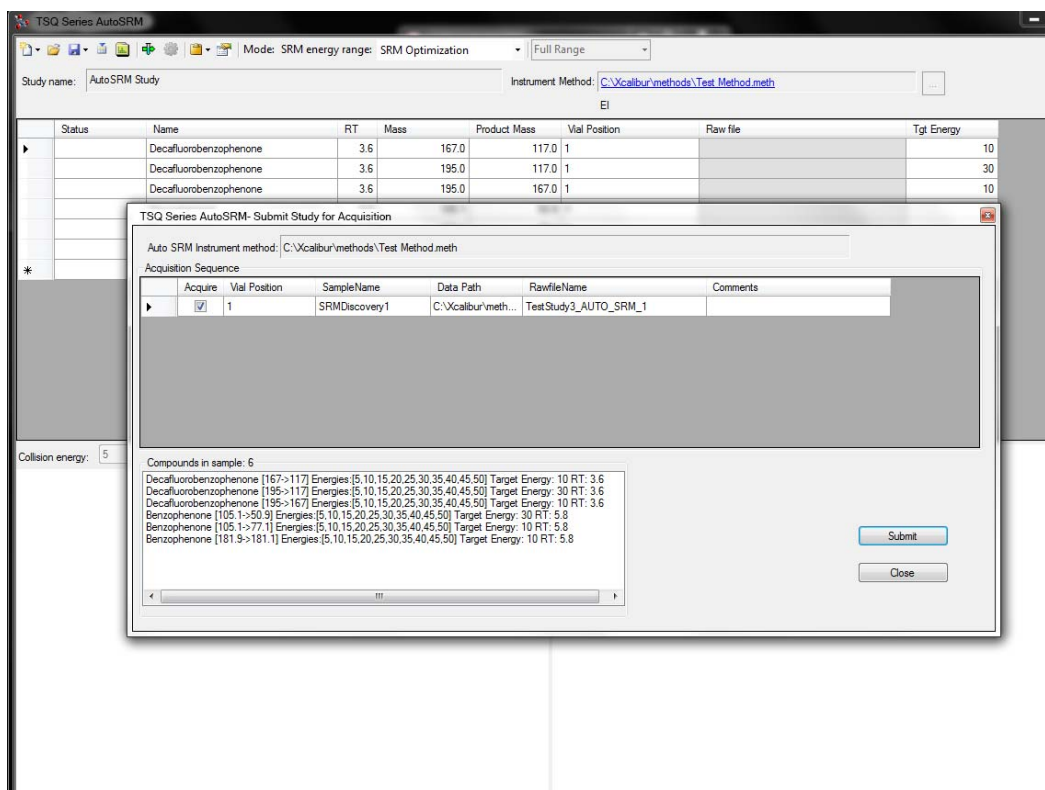 TSQ Series AutoSRM
Mode: SRM energy range: SRM Optimization Full Range
Study name: AutoSRM Study Instrument Method: C:\Xcalibur\methods\Test Method.meth ...
EI
Status Name RT Mass Product Mass Vial Position Raw file Tgt Energy
Decafluorobenzophenone 3.6 167.0 117.0 1 10
Decafluorobenzophenone 3.6 195.0 117.0 1 30
Decafluorobenzophenone 3.6 195.0 167.0 1 10
TSQ Series AutoSRM- Submit Study for Acquisition
Auto SRM Instrument method: C:\Xcalibur\methods\Test Method.meth
Acquisition Sequence
Acquire Vial Position SampleName Data Path RawfileName Comments
1 SRMDiscovery1 C:\Xcalibur\meth... TestStudy3_AUTO_SRM_1
Collision energy: 5
Compounds in sample: 6
Decafluorobenzophenone [167->117] Energies:[5,10,15,20,25,30,35,40,45,50] Target Energy: 10 RT: 3.6
Decafluorobenzophenone [195->117] Energies:[5,10,15,20,25,30,35,40,45,50] Target Energy: 30 RT: 3.6
Decafluorobenzophenone [195->167] Energies:[5,10,15,20,25,30,35,40,45,50] Target Energy: 10 RT: 3.6
Benzophenone [105.1->50.9] Energies:[5,10,15,20,25,30,35,40,45,50] Target Energy: 30 RT: 5.8
Benzophenone [105.1->77.1] Energies:[5,10,15,20,25,30,35,40,45,50] Target Energy: 10 RT: 5.8
Benzophenone [181.9->181.1] Energies:[5,10,15,20,25,30,35,40,45,50] Target Energy: 10 RT: 5.8
Submit
Close